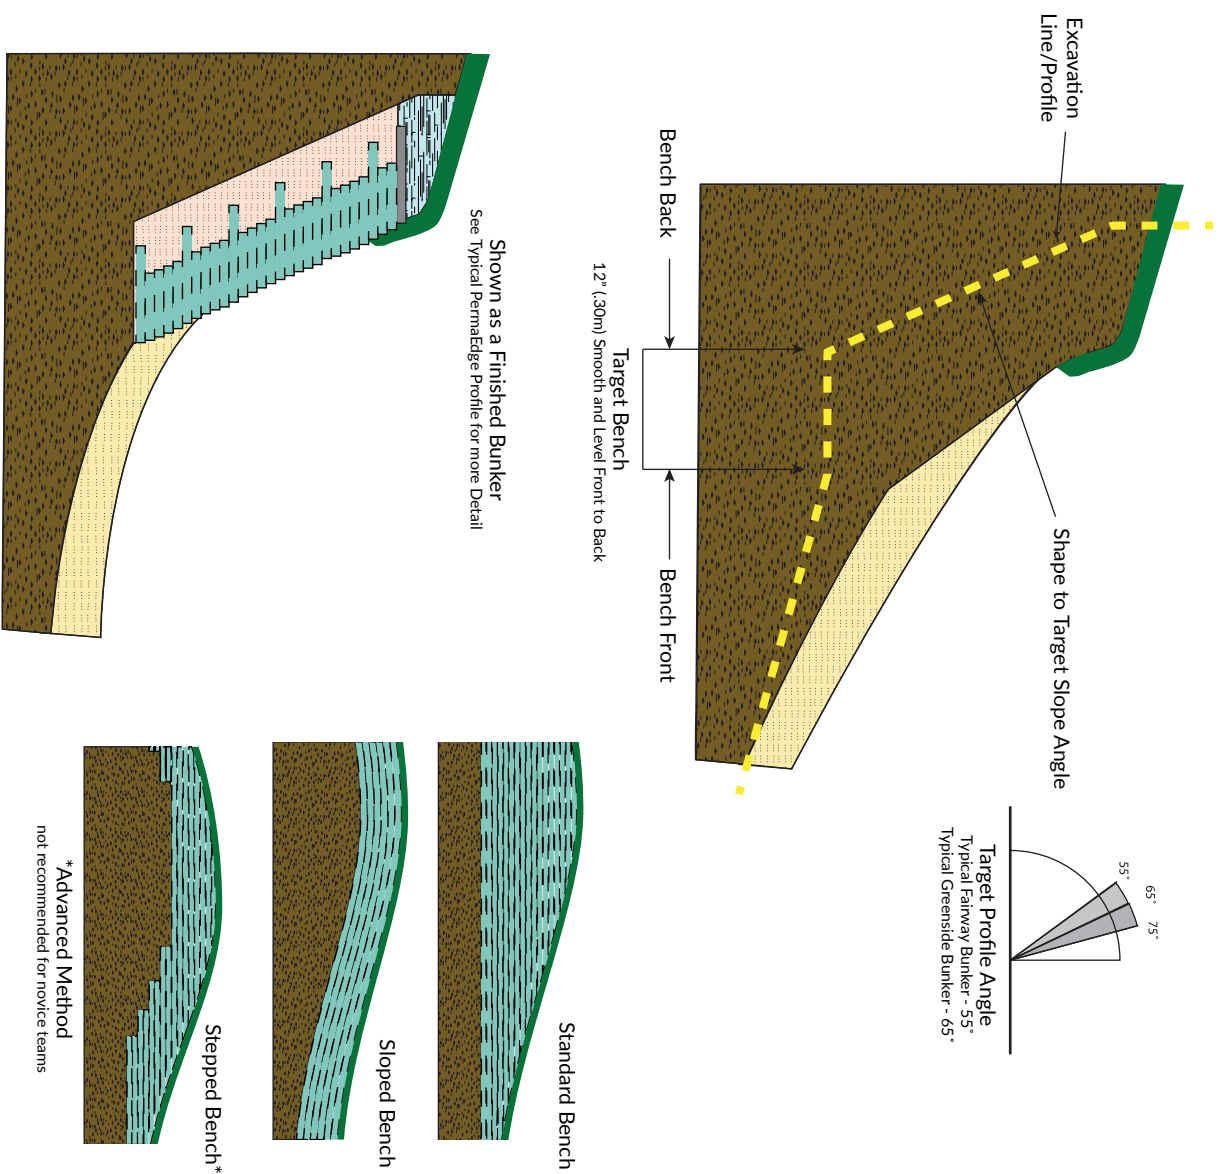 Excavation
Line/Profile
Shape to Target Slope Angle
55°
65°
75°
Target Profile Angle
Typical Fairway Bunker - 55°
Typical Greenside Bunker - 65°
Bench Back
Bench Front
Target Bench
12" (.30m) Smooth and Level Front to Back
Shown as a Finished Bunker
See Typical PermaEdge Profile for more Detail
Standard Bench
Sloped Bench
Stepped Bench*
*Advanced Method
not recommended for novice teams